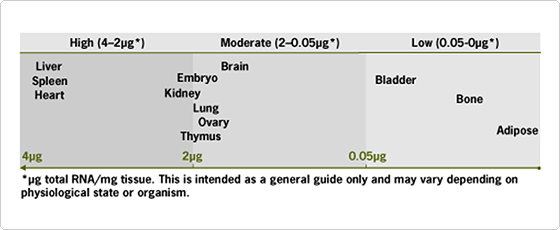 High (4–2µg*) Moderate (2–0.05µg*) Low (0.05-0µg*)
Liver Brain
Spleen Embryo Bladder
Heart Kidney Bone
Lung
Ovary Adipose
Thymus
4µg 2µg 0.05µg
*µg total RNA/mg tissue. This is intended as a general guide only and may vary depending on
physiological state or organism.